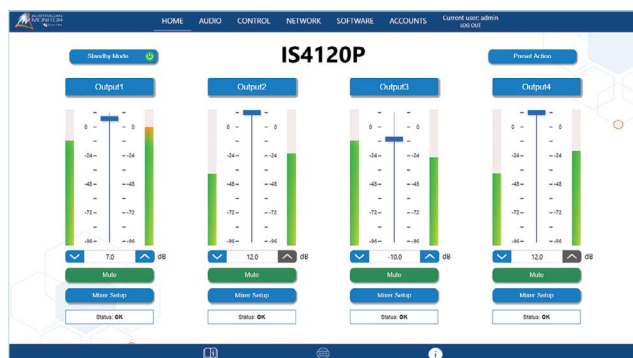 AUSTRALIAN
MONITOR
HOME AUDIO CONTROL NETWORK SOFTWARE ACCOUNTS Current user: admin
LOG OUT
Standby Mode IS4120P Preset Action
Output1 Output2 Output3 Output4
0 - - 0 0 - - 0 0 - - 0 0 - - 0
-24 - - -24 -24 - - -24 -24 - - -24 -24 - - -24
-48 - - -48 -48 - - -48 -48 - - -48 -48 - - -48
-72 - - -72 -72 - - -72 -72 - - -72 -72 - - -72
-96 - - -96 -96 - - -96 -96 - - -96 -96 - - -96
7.0 dB 12.0 dB -10.0 dB 12.0 dB
Mute Mute Mute Mute
Mixer Setup Mixer Setup Mixer Setup Mixer Setup
Status: OK Status: OK Status: OK Status: OK